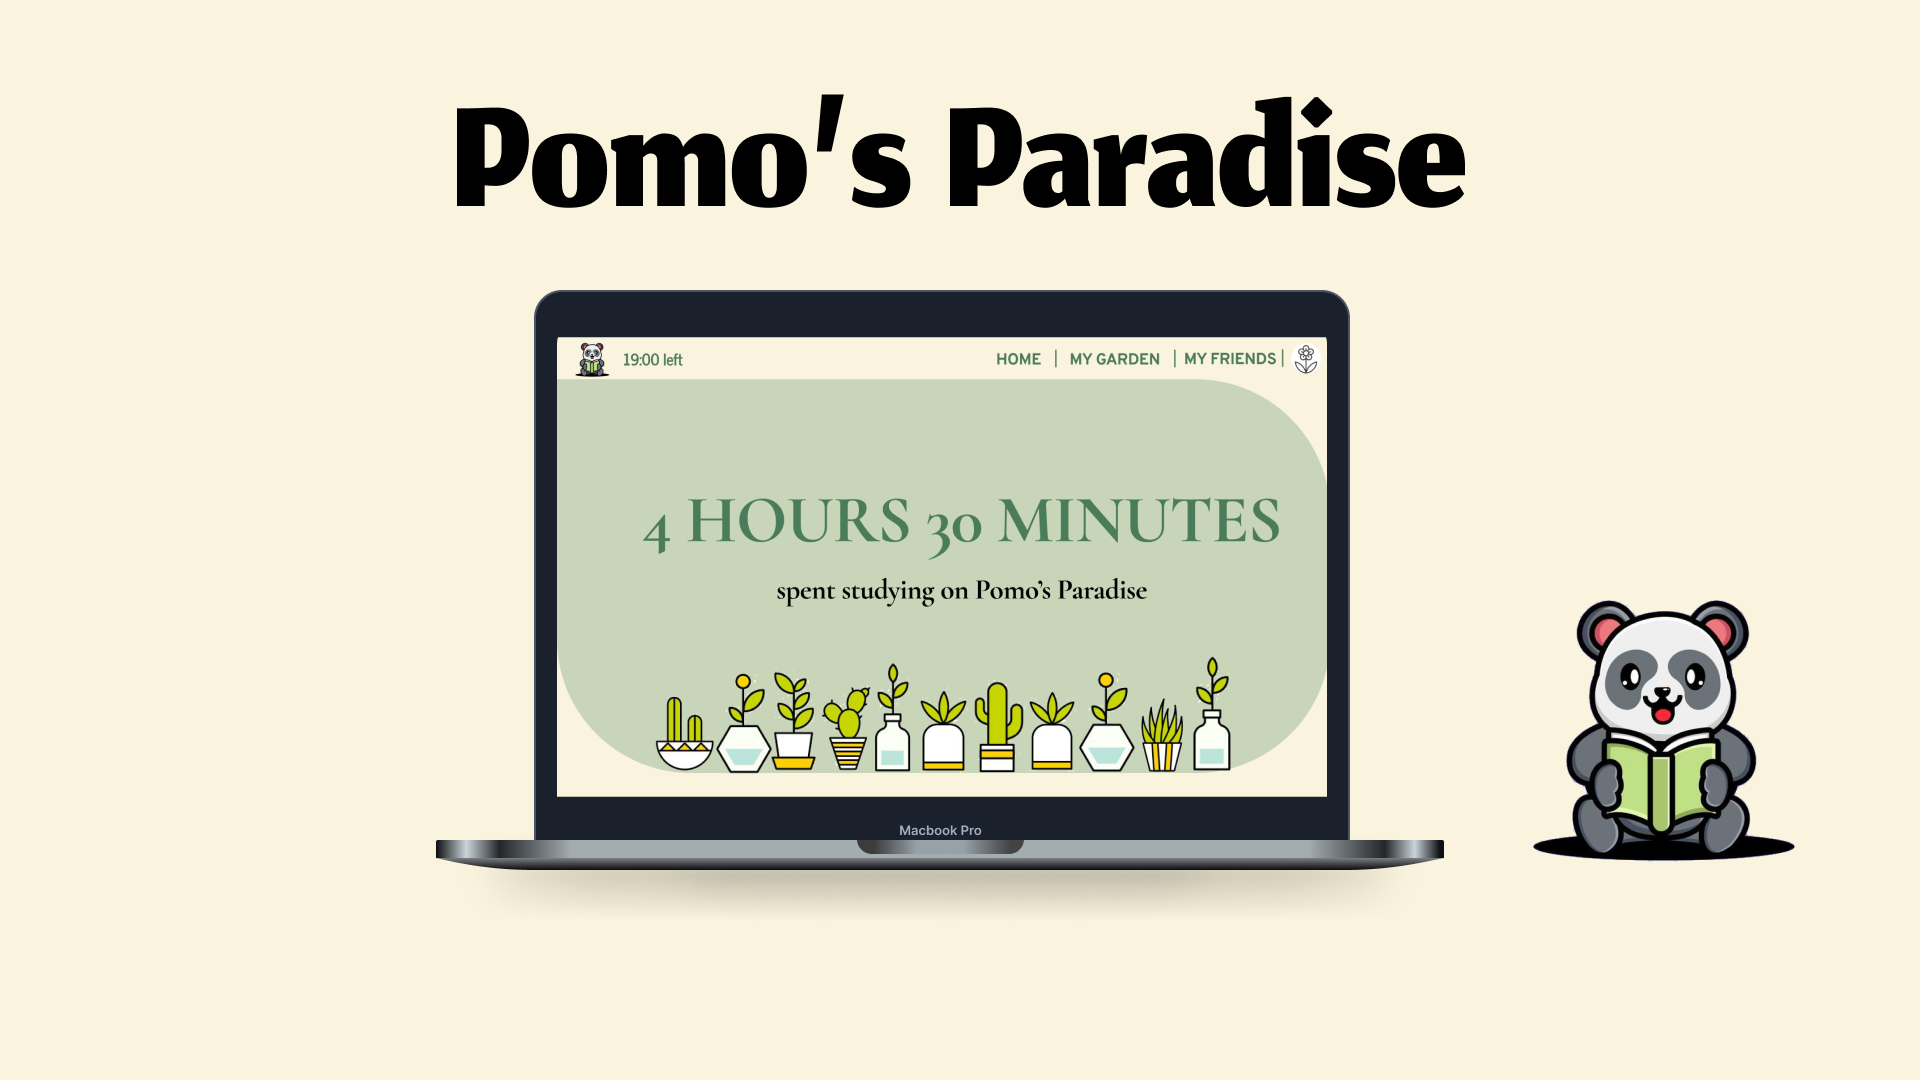 Pomo's Paradise
19:00 left
HOME | MY GARDEN | MY FRIENDS |
4 HOURS 30 MINUTES
spent studying on Pomo’s Paradise
Macbook Pro